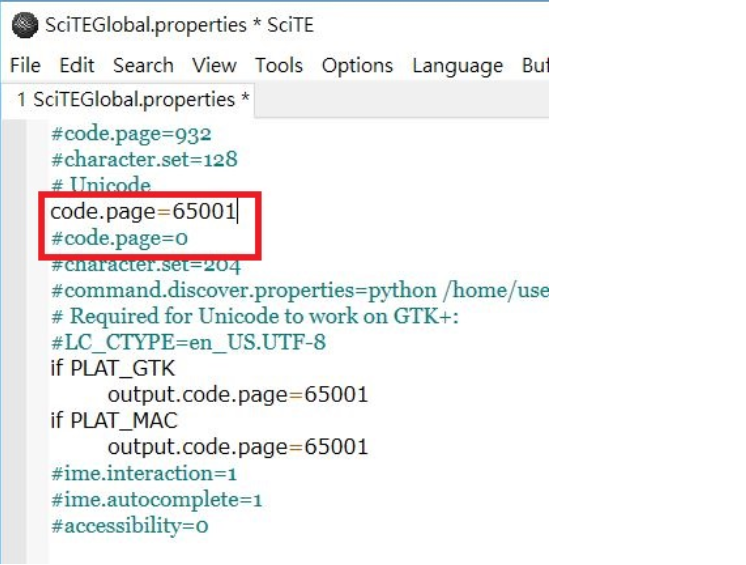 SciTEGlobal.properties * SciTE
File Edit Search View Tools Options Language Buf
1 SciTEGlobal.properties *
#code.page=932
#character.set=128
# Unicode
code.page=65001
#code.page=0
#character.set=204
#command.discover.properties=python /home/use
# Required for Unicode to work on GTK+:
#LC_CTYPE=en_US.UTF-8
if PLAT_GTK
output.code.page=65001
if PLAT_MAC
output.code.page=65001
#ime.interaction=1
#ime.autocomplete=1
#accessibility=0